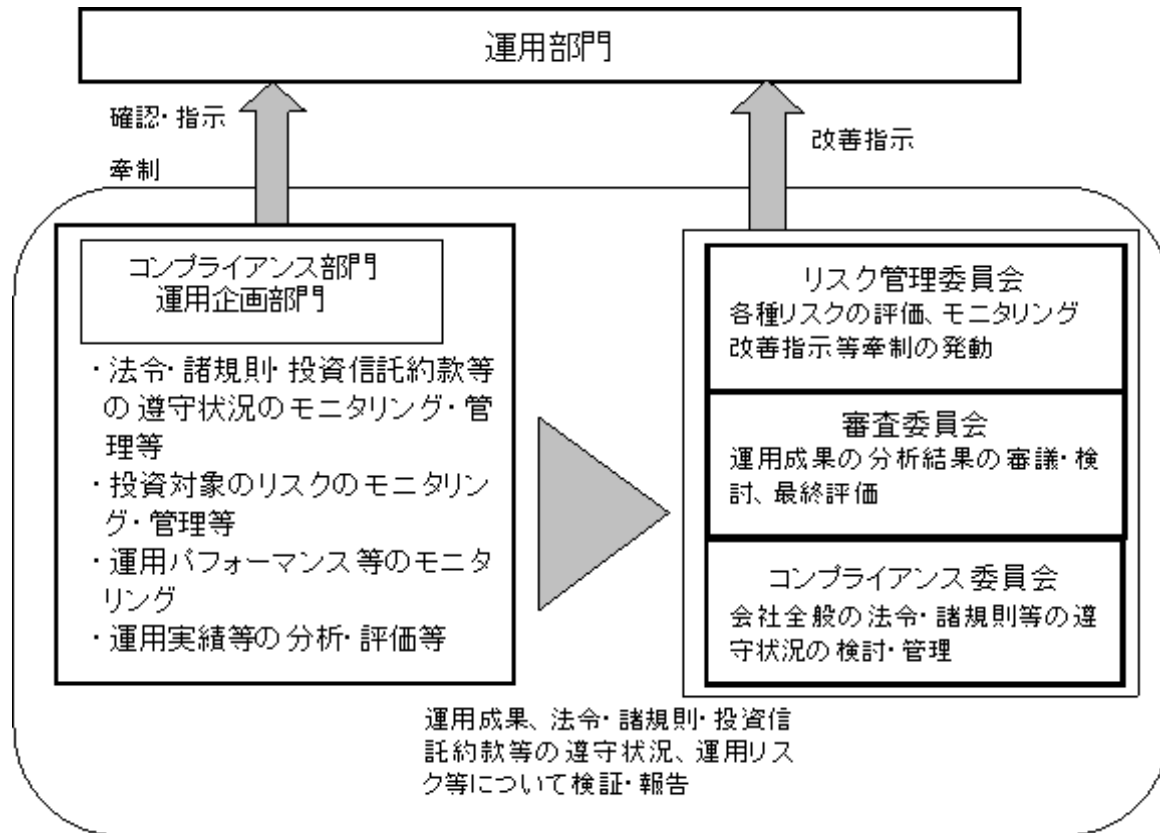 運用部門
確認・指示
牽制
改善指示
コンプライアンス部門
運用企画部門
・法令・諸規則・投資信託約款等
の遵守状況のモニタリング・管
理等
・投資対象のリスクのモニタリン
グ・管理等
・運用パフォーマンス等のモニタ
リング
・運用実績等の分析・評価等
リスク管理委員会
各種リスクの評価、モニタリング
改善指示等牽制の発動
審査委員会
運用成果の分析結果の審議・検
討、最終評価
コンプライアンス委員会
会社全般の法令・諸規則等の遵
守状況の検討・管理
運用成果、法令・諸規則・投資信
託約款等の遵守状況、運用リス
ク等について検証・報告